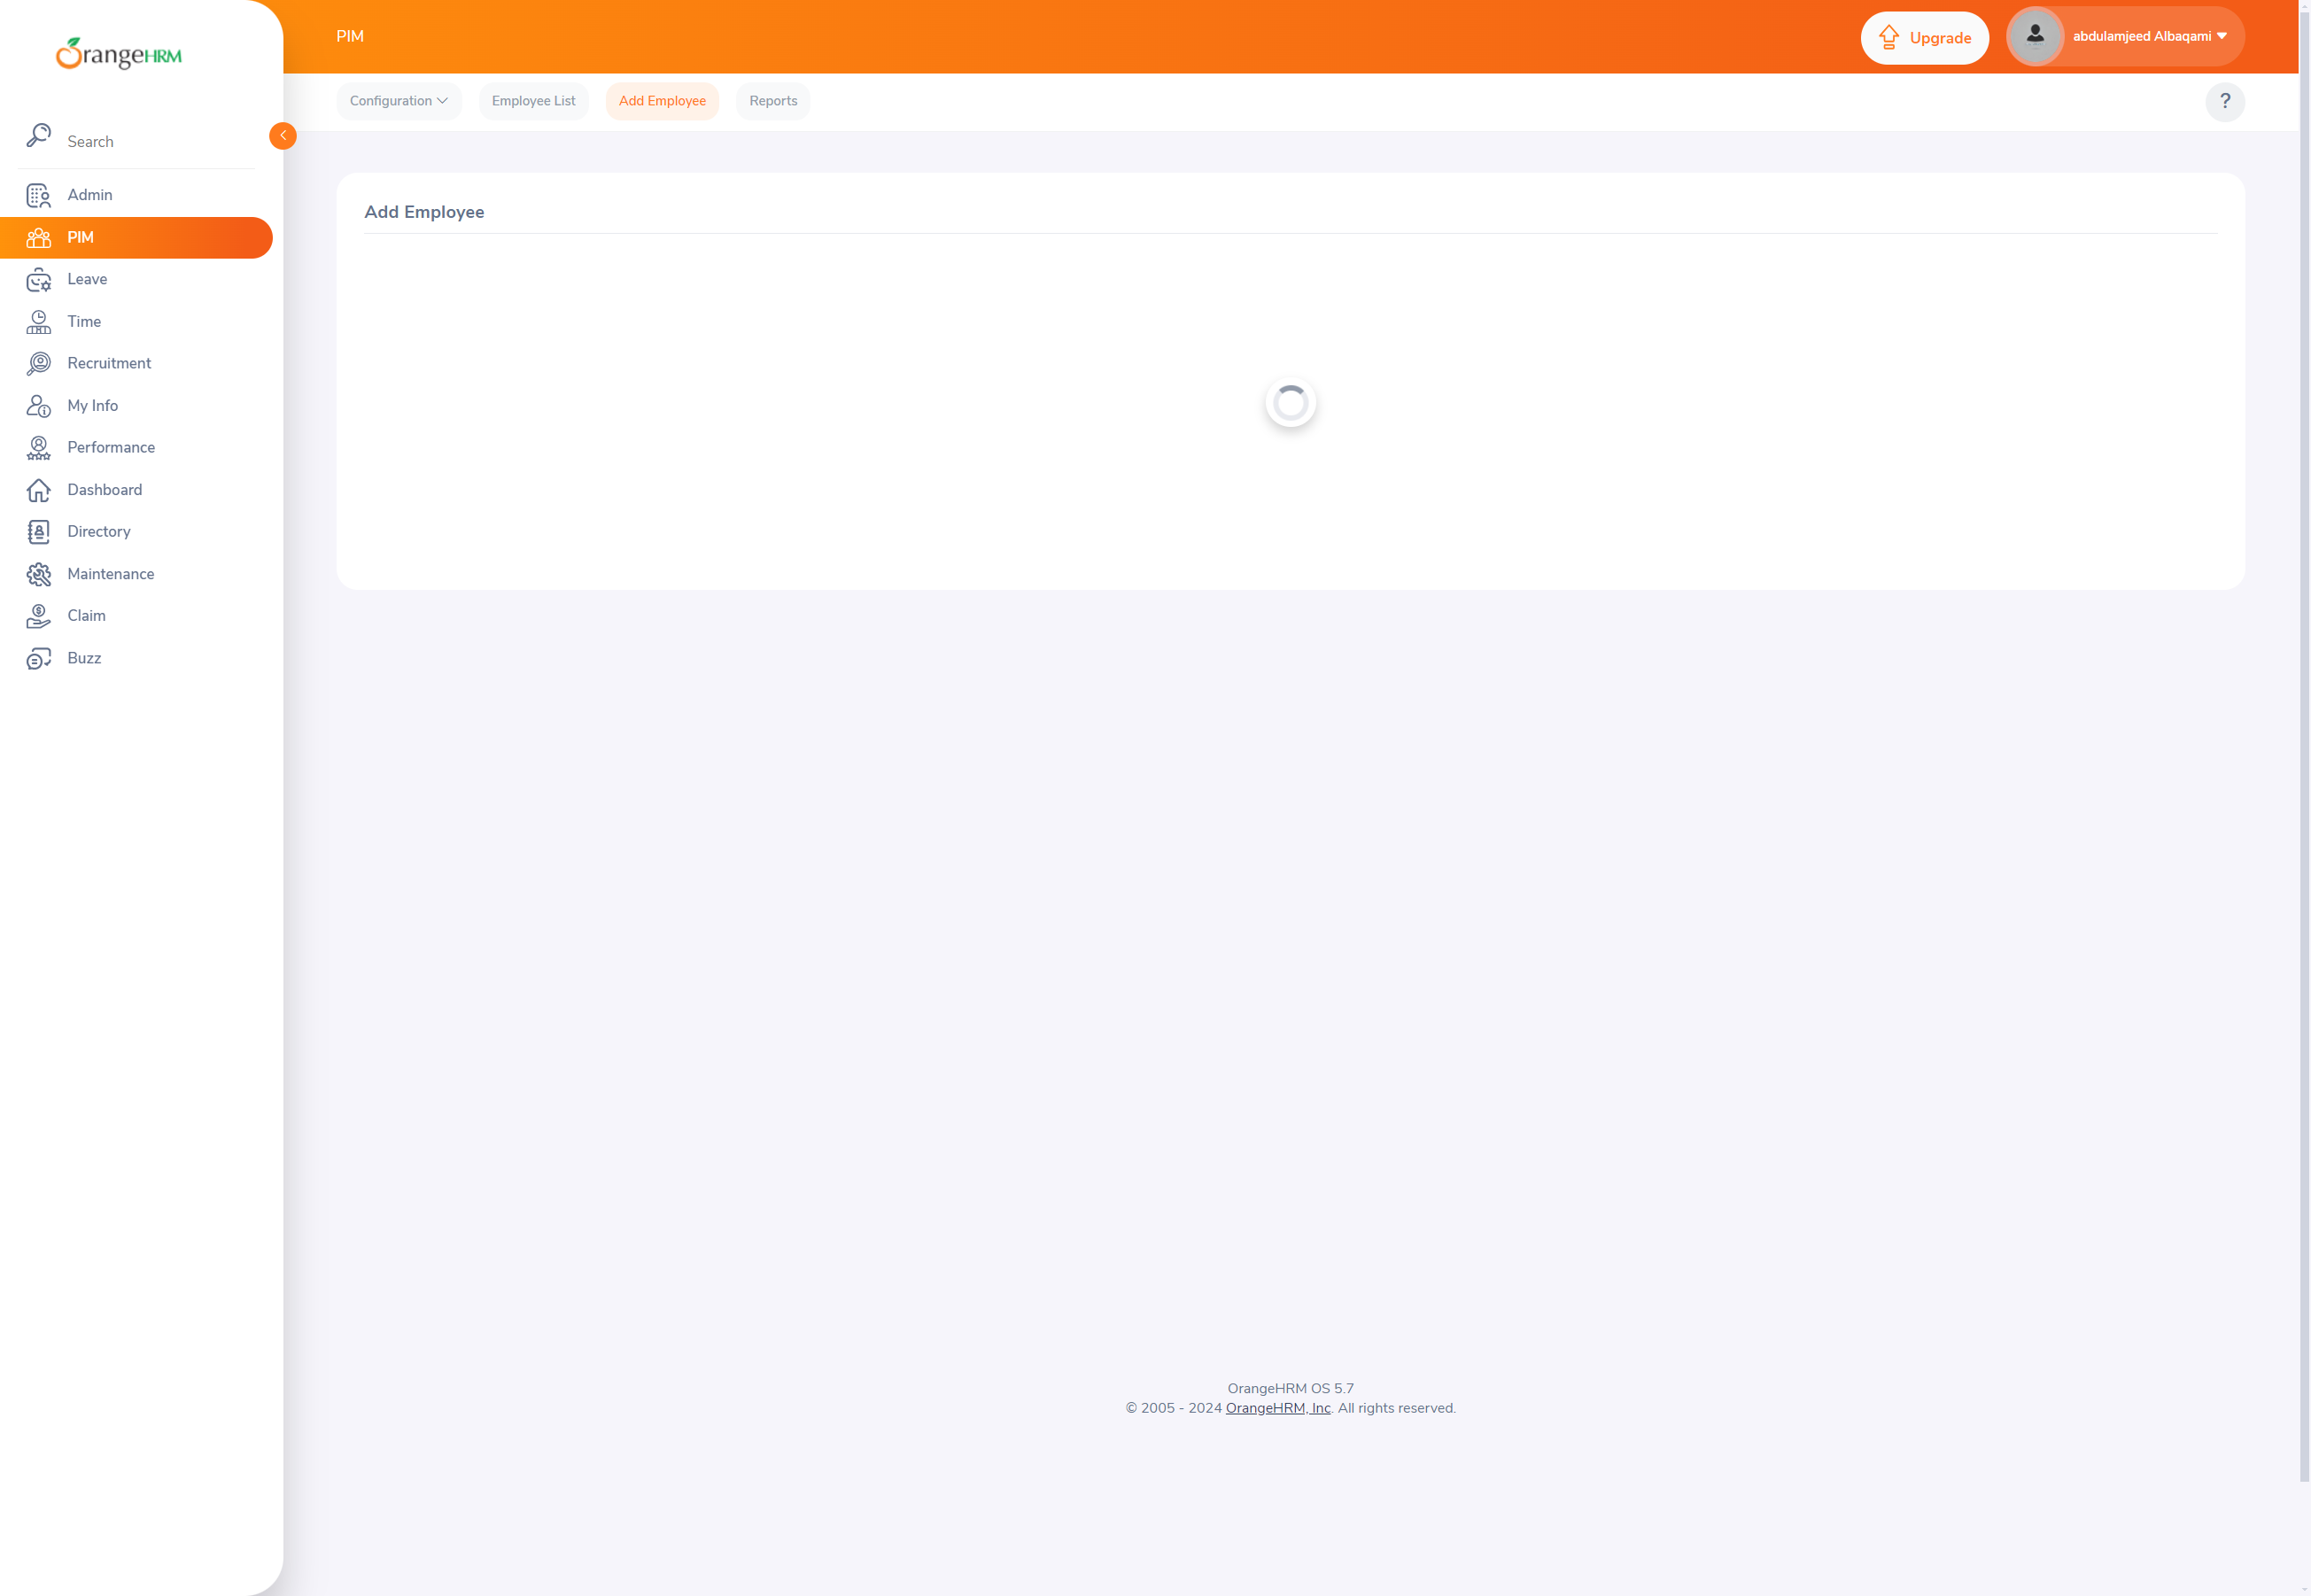 OrangeHRM
PIM
Upgrade
abdulamjeed Albaqami
Configuration
Employee List
Add Employee
Reports
?
Search
Admin
PIM
Leave
Time
Recruitment
My Info
Performance
Dashboard
Directory
Maintenance
Claim
Buzz
Add Employee
OrangeHRM OS 5.7
© 2005 - 2024 OrangeHRM, Inc. All rights reserved.